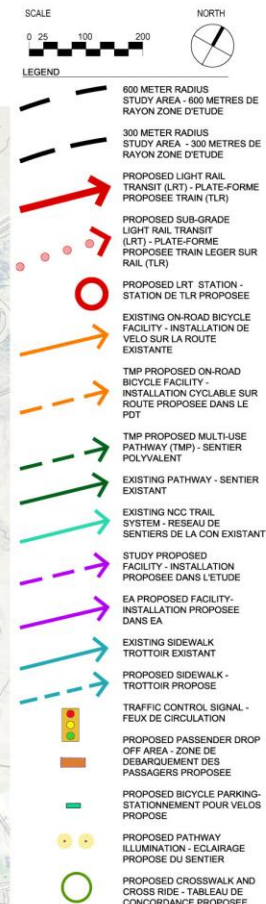 SCALE
NORTH
0 25 100 200
LEGEND
600 METER RADIUS
STUDY AREA - 600 METRES DE
RAYON ZONE D'ETUDE
300 METER RADIUS
STUDY AREA - 300 METRES DE
RAYON ZONE D'ETUDE
PROPOSED LIGHT RAIL
TRANSIT (LRT) - PLATE-FORME
PROPOSEE TRAIN (TLR)
PROPOSED SUB-GRADE
LIGHT RAIL TRANSIT
(LRT) - PLATE-FORME
PROPOSEE TRAIN LEGER SUR
RAIL (TLR)
PROPOSED LRT STATION -
STATION DE TLR PROPOSEE
EXISTING ON-ROAD BICYCLE
FACILITY - INSTALLATION DE
VELO SUR LA ROUTE
EXISTANTE
TMP PROPOSED ON-ROAD
BICYCLE FACILITY -
INSTALLATION CYCLABLE SUR
ROUTE PROPOSEE DANS LE
PDT
TMP PROPOSED MULTI-USE
PATHWAY (TMP) - SENTIER
POLYVALENT
EXISTING PATHWAY - SENTIER
EXISTANT
EXISTING NCC TRAIL
SYSTEM - RESEAU DE
SENTIERS DE LA CON EXISTANT
STUDY PROPOSED
FACILITY - INSTALLATION
PROPOSEE DANS L'ETUDE
EA PROPOSED FACILITY-
INSTALLATION PROPOSEE
DANS EA
EXISTING SIDEWALK
TROTTOIR EXISTANT
PROPOSED SIDEWALK -
TROTTOIR PROPOSE
TRAFFIC CONTROL SIGNAL -
FEUX DE CIRCULATION
PROPOSED PASSENDER DROP
OFF AREA - ZONE DE
DEBARQUEMENT DES
PASSAGERS PROPOSEE
PROPOSED BICYCLE PARKING-
STATIONNEMENT POUR VELOS
PROPOSE
PROPOSED PATHWAY
ILLUMINATION - ECLAIRAGE
PROPOSE DU SENTIER
PROPOSED CROSSWALK AND
CROSS RIDE - TABLEAU DE
CONCORDANCE PROPOSEE